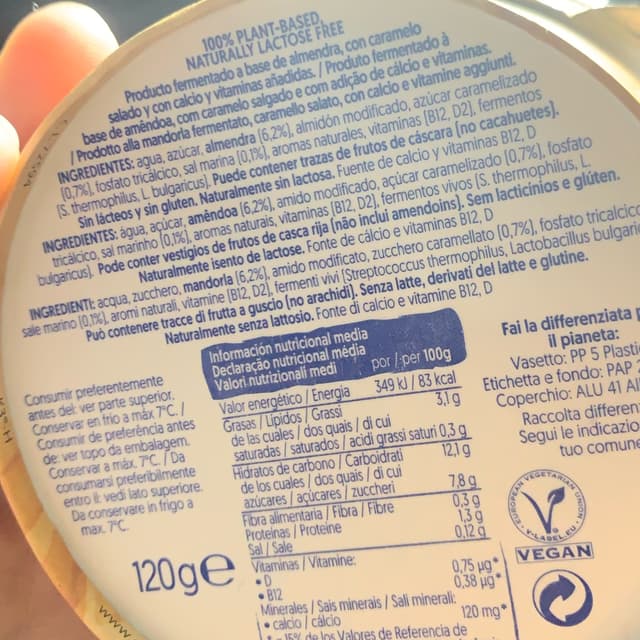 100% PLANT-BASED,
NATURALLY LACTOSE FREE
Producto fermentado a base de almendra, con caramelo
salado y con calcio y vitaminas añadidas. / Produto fermentado à
base de amêndoa, com caramelo salgado e com adição de cálcio e vitaminas.
/ Prodotto alla mandorla fermentato, caramello salato, con calcio e vitamine aggiunti.
INGREDIENTES: agua, azúcar, almendra (6,2%), almidón modificado, azúcar caramelizado
(0,7%), fosfato tricálcico, sal marina (0,1%), aromas naturales, vitaminas [B12, D2], fermentos
(S. thermophilus, L. bulgaricus). Puede contener trazas de frutos de cáscara (no cacahuetes).
Sin lácteos y sin gluten. Naturalmente sin lactosa. Fuente de calcio y vitaminas B12, D
INGREDIENTES: água, açúcar, amêndoa (6,2%), amido modificado, açúcar caramelizado (0,7%), fosfato
tricálcico, sal marinho (0,1%), aromas naturais, vitaminas [B12, D2], fermentos vivos (S. thermophilus, L.
bulgaricus). Pode conter vestígios de frutos de casca rija (não inclui amendoins). Sem lacticínios e glúten.
Naturalmente isento de lactose. Fonte de cálcio e vitaminas B12, D
INGREDIENTI: acqua, zucchero, mandorla (6,2%), amido modificato, zucchero caramellato (0,7%), fosfato tricalcico
sale marino (0,1%), aromi naturali, vitamine [B12, D2], fermenti vivi (Streptococcus thermophilus, Lactobacillus bulgari
Può contenere tracce di frutta a guscio (no arachidi). Senza latte, derivati del latte e glutine.
Naturalmente senza lattosio. Fonte di calcio e vitamine B12, D
Consumir preferentemente
antes del: ver parte superior.
Conservar en frío a máx 7°C. /
Consumir de preferência antes
de: ver topo da embalagem.
Conservar a máx. 7°C. / Da
consumarsi preferibilmente
entro il: vedi lato superiore.
Da conservare in frigo a
max. 7°C.
120g e
Información nutricional media
Declaração nutricional média
Valori nutrizionali medi por / per 100g
Valor energético / Energia 349 kJ / 83 kcal
Grasas / Lípidos / Grassi 3,1 g
de las cuales / dos quais / di cui
saturadas / saturados / acidi grassi saturi 0,3 g
Hidratos de carbono / Carboidrati 12,1 g
de los cuales / dos quais / di cui
azúcares / açúcares / zuccheri 7,8 g
Fibra alimentaria / Fibra / Fibre 0,3 g
Proteínas / Proteine 1,3 g
Sal / Sale 0,12 g
Vitaminas / Vitamine:
• D 0,75 µg*
• B12 0,38 µg*
Minerales / Sais minerais / Sali minerali:
• calcio / cálcio 120 mg*
* = 15% de los Valores de Referencia de
Fai la differenziata p
il pianeta:
Vasetto: PP 5 Plasti
Etichetta e fondo: PAP
Coperchio: ALU 41 Al
Raccolta differen
Segui le indicazio
tuo comune
EUROPEAN VEGETARIAN UNION
V-LABEL.EU
VEGAN